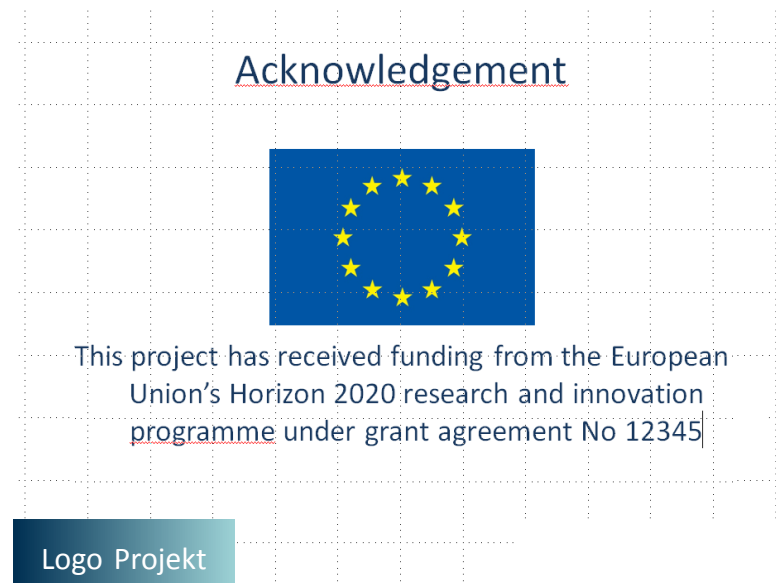 Acknowledgement
This project has received funding from the European
Union’s Horizon 2020 research and innovation
programme under grant agreement No 12345
Logo Projekt